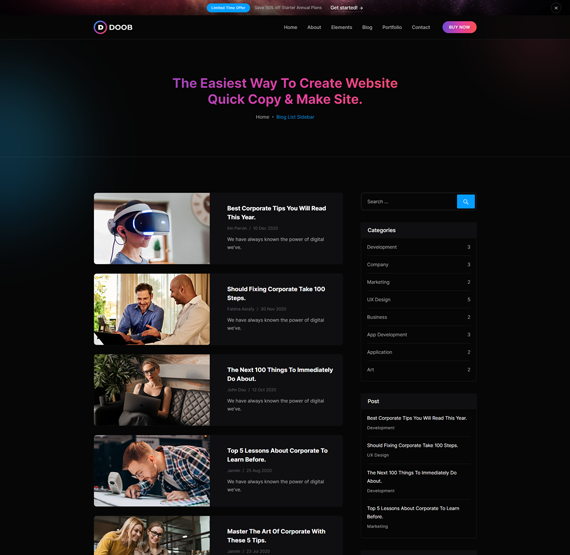 Limited Time Offer Save 50% off Starter Annual Plans Get started!
DOOB
Home About Elements Blog Portfolio Contact BUY NOW
The Easiest Way To Create Website
Quick Copy & Make Site.
Home • Blog List Sidebar
Best Corporate Tips You Will Read
This Year.
/ 10 Dec 2020
We have always known the power of digital
we've.
Should Fixing Corporate Take 100
Steps.
Fatima Asrafy / 30 Nov 2020
We have always known the power of digital
we've.
The Next 100 Things To Immediately
Do About.
John Dou / 12 Oct 2020
We have always known the power of digital
we've.
Top 5 Lessons About Corporate To
Learn Before.
Jannin / 25 Aug 2020
We have always known the power of digital
we've.
Master The Art Of Corporate With
These 5 Tips.
Jannin / 23 Jul 2020
Search ...
Categories
Development 3
Company 3
Marketing 2
UX Design 5
Business 2
App Development 3
Application 2
Art 2
Post
Best Corporate Tips You Will Read This Year.
Development
Should Fixing Corporate Take 100 Steps.
UX Design
The Next 100 Things To Immediately Do
About.
Development
Top 5 Lessons About Corporate To Learn
Before.
Marketing